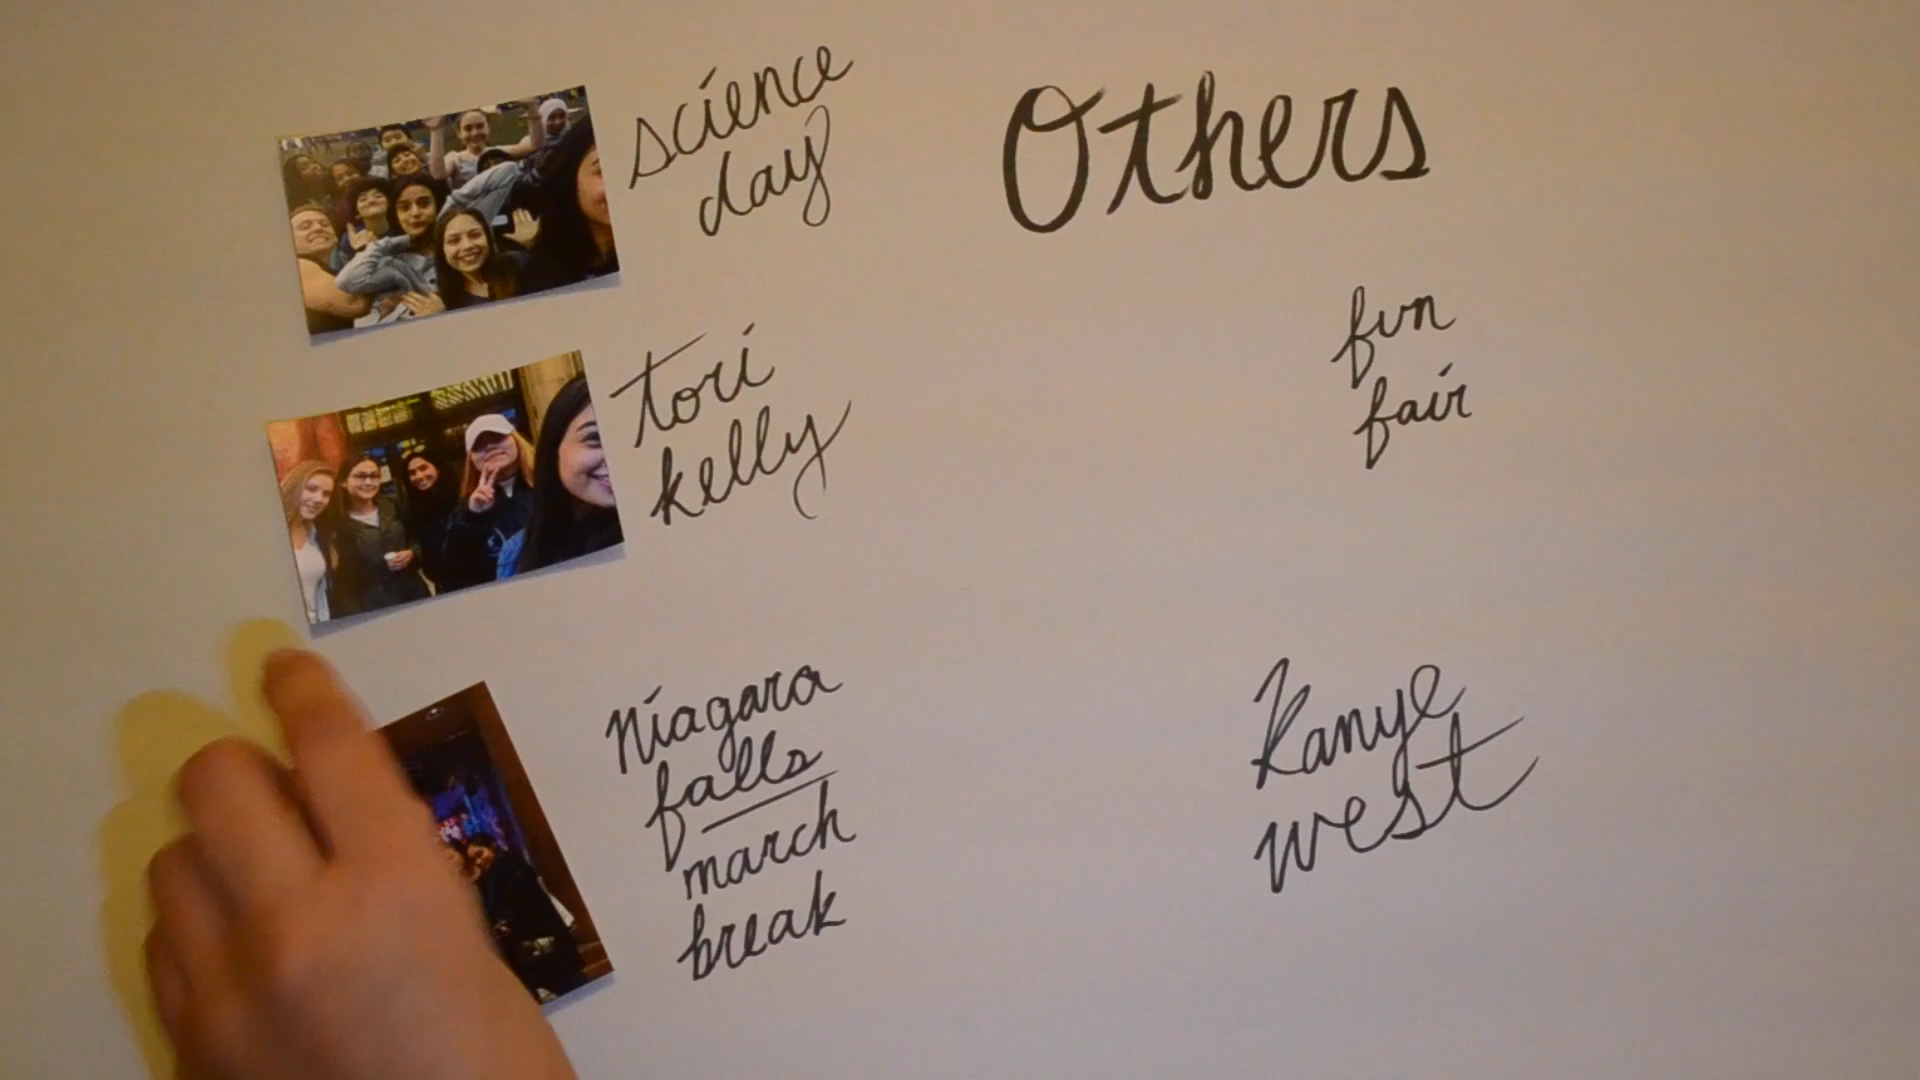 science
day
tori
kelly
Niagara
falls
march
break
Others
fun
fair
Kanye
west